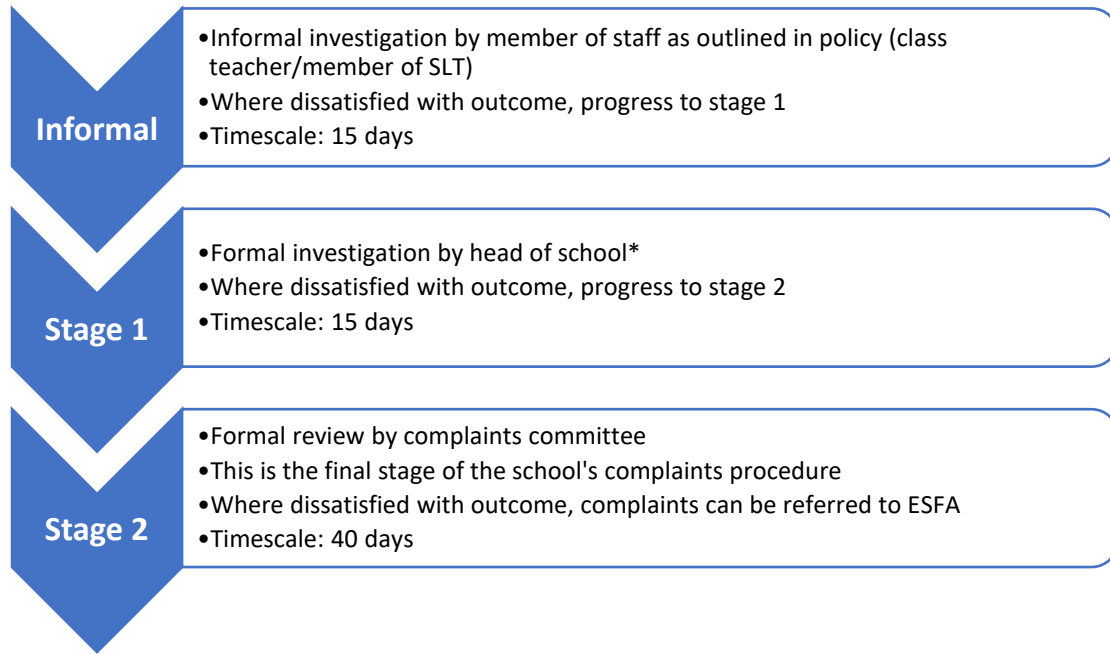 Informal
•Informal investigation by member of staff as outlined in policy (class
teacher/member of SLT)
•Where dissatisfied with outcome, progress to stage 1
•Timescale: 15 days
Stage 1
•Formal investigation by head of school*
•Where dissatisfied with outcome, progress to stage 2
•Timescale: 15 days
Stage 2
•Formal review by complaints committee
•This is the final stage of the school's complaints procedure
•Where dissatisfied with outcome, complaints can be referred to ESFA
•Timescale: 40 days